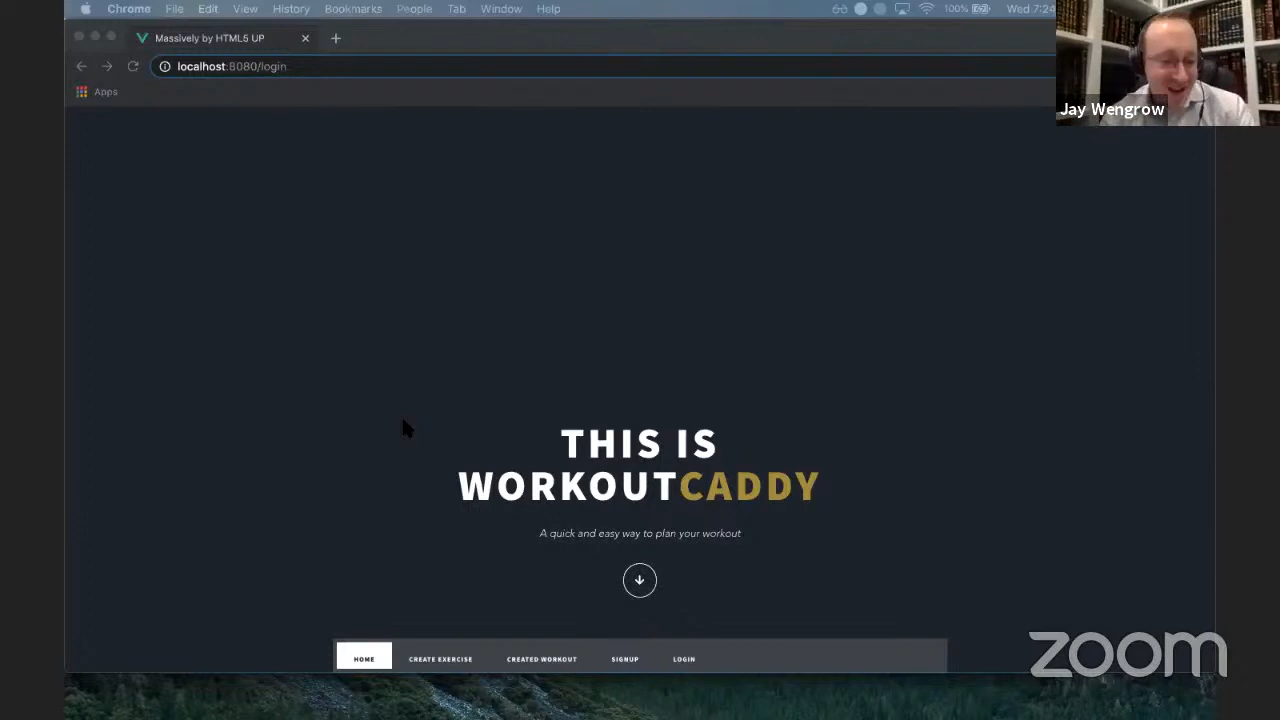 Chrome File Edit View History Bookmarks People Tab Window Help 100% Wed 7:24
Massively by HTML5 UP
localhost:8080/login
Apps
Jay Wengrow
THIS IS
WORKOUTCADDY
A quick and easy way to plan your workout
HOME CREATE EXERCISE CREATED WORKOUT SIGNUP LOGIN
zoom